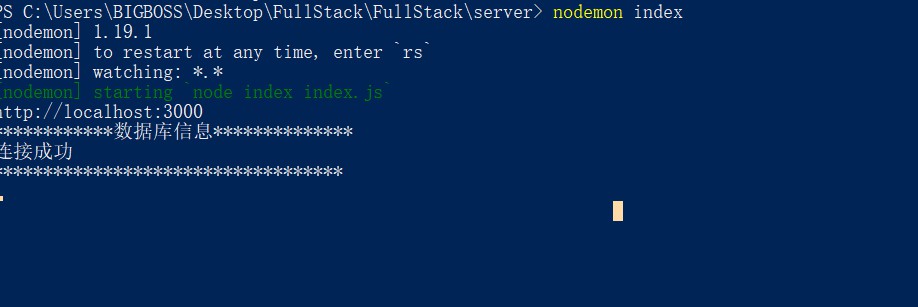 PS C:\Users\BIGBOSS\Desktop\FullStack\FullStack\server> nodemon index
[nodemon] 1.19.1
[nodemon] to restart at any time, enter `rs`
[nodemon] watching: *.*
[nodemon] starting `node index index.js`
http://localhost:3000
************数据库信息***************
连接成功
************************************